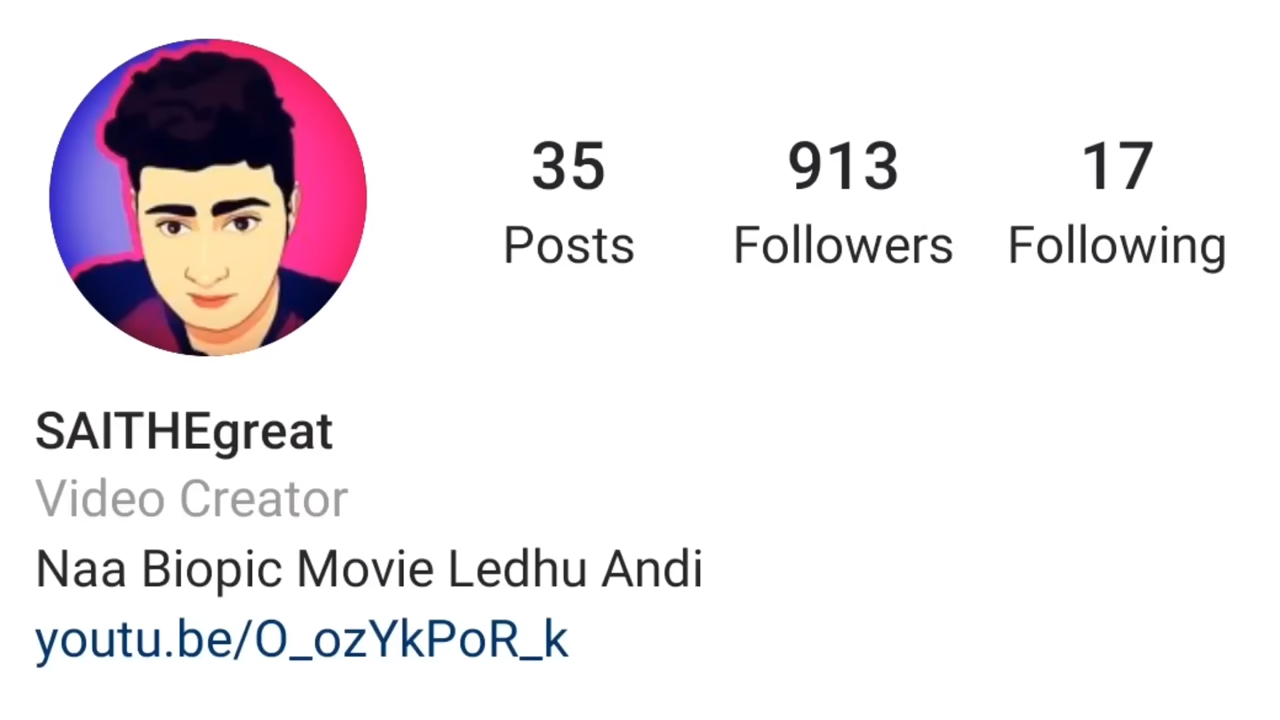 35 913 17
Posts Followers Following
SAITHEgreat
Video Creator
Naa Biopic Movie Ledhu Andi
youtu.be/O_ozYkPoR_k